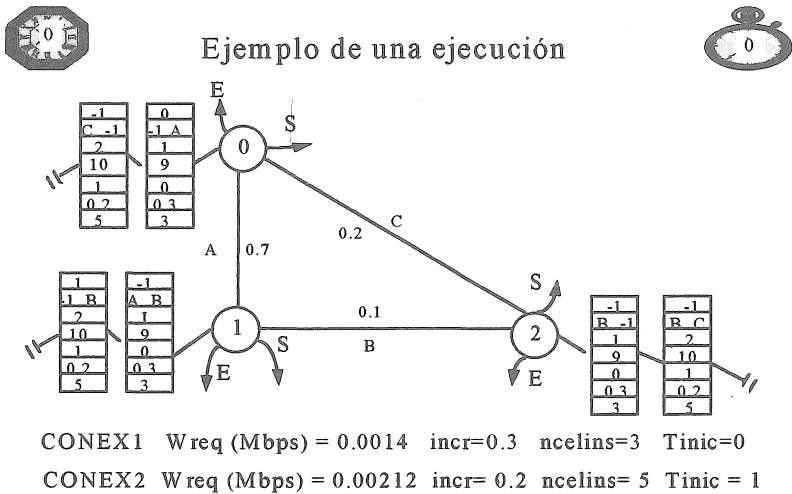 0
Ejemplo de una ejecución
0
E
S
0
-1
C -1
2
10
1
0.2
5
0
-1 A
1
9
0
0.3
3
A
0.7
0.2
C
1
-1 B
2
10
1
0.2
5
-1
A B
1
9
0
0.3
3
1
E
S
0.1
B
2
S
E
-1
B -1
1
9
0
0.3
3
-1
B C
2
10
1
0.2
5
CONEX1 Wreq (Mbps) = 0.0014 incr=0.3 ncelins=3 Tinic=0
CONEX2 Wreq (Mbps) = 0.00212 incr= 0.2 ncelins= 5 Tinic = 1